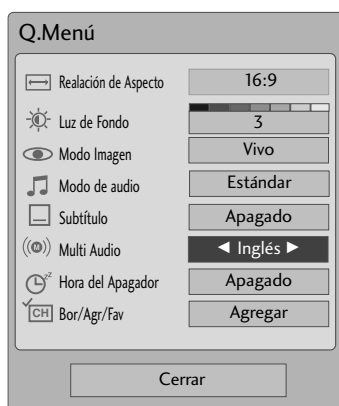 Q.Menú
Realación de Aspecto 16:9
Luz de Fondo 3
Modo Imagen Vivo
Modo de audio Estándar
Subtítulo Apagado
Multi Audio ◄ Inglés ►
Hora del Apagador Apagado
CH Bor/Agr/Fav Agregar
Cerrar